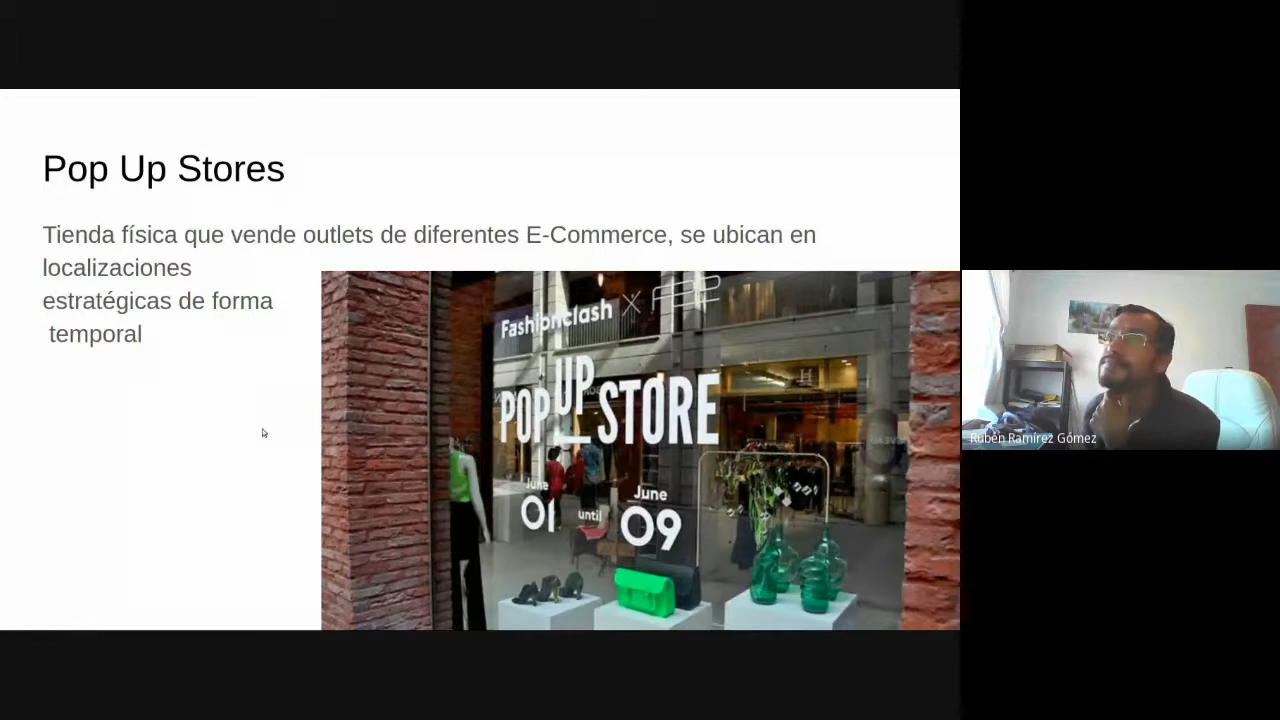 Pop Up Stores
Tienda física que vende outlets de diferentes E-Commerce, se ubican en
localizaciones
estratégicas de forma
temporal
Fashionclash X
POP UP STORE
June
01
until
June
09
Rubén Ramírez Gómez